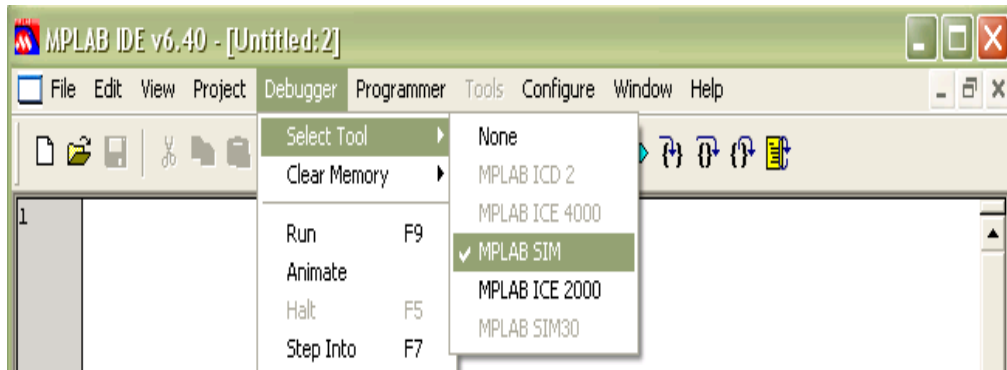 MPLAB IDE v6.40 - [Untitled:2]
File Edit View Project Debugger Programmer Tools Configure Window Help
Select Tool
Clear Memory
Run F9
Animate
Halt F5
Step Into F7
None
MPLAB ICD 2
MPLAB ICE 4000
MPLAB SIM
MPLAB ICE 2000
MPLAB SIM30
1